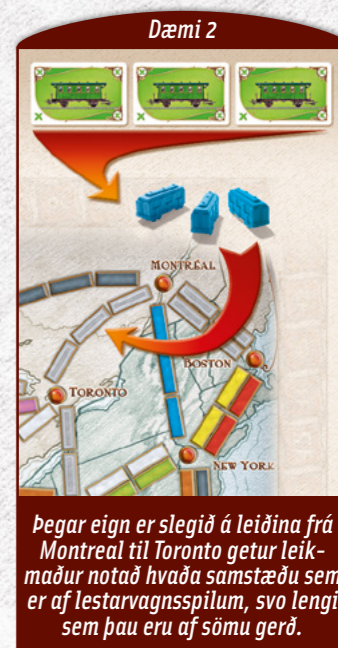 Dæmi 2
MONTRÉAL
BOSTON
TORONTO
NEW YORK
Þegar eign er slegið á leiðina frá
Montreal til Toronto getur leik-
maður notað hvaða samstæðu sem
er af lestarvagnsspilum, svo lengi
sem þau eru af sömu gerð.